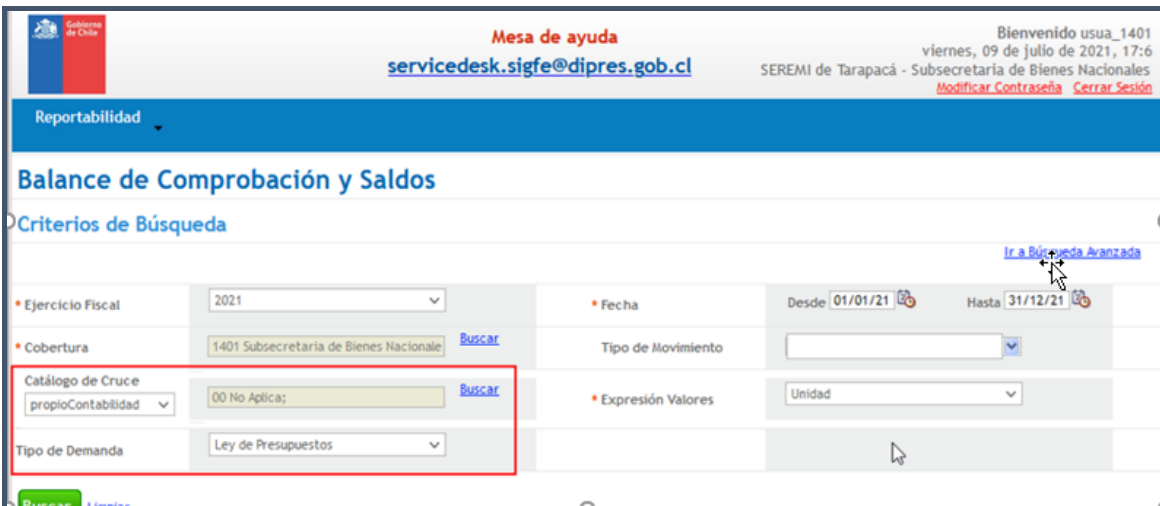 Gobierno
de Chile
Mesa de ayuda
servicedesk.sigfe@dipres.gob.cl
Bienvenido usua_1401
viernes, 09 de julio de 2021, 17:6
SEREMI de Tarapacá - Subsecretaria de Bienes Nacionales
Modificar Contraseña Cerrar Sesión
Reportabilidad
Balance de Comprobación y Saldos
Criterios de Búsqueda
Ir a Búsqueda Avanzada
* Ejercicio Fiscal 2021 * Fecha Desde 01/01/21 Hasta 31/12/21
* Cobertura 1401 Subsecretaria de Bienes Nacionale Buscar Tipo de Movimiento
Catálogo de Cruce
propioContabilidad 00 No Aplica; Buscar * Expresión Valores Unidad
Tipo de Demanda Ley de Presupuestos
Buscar Limpiar